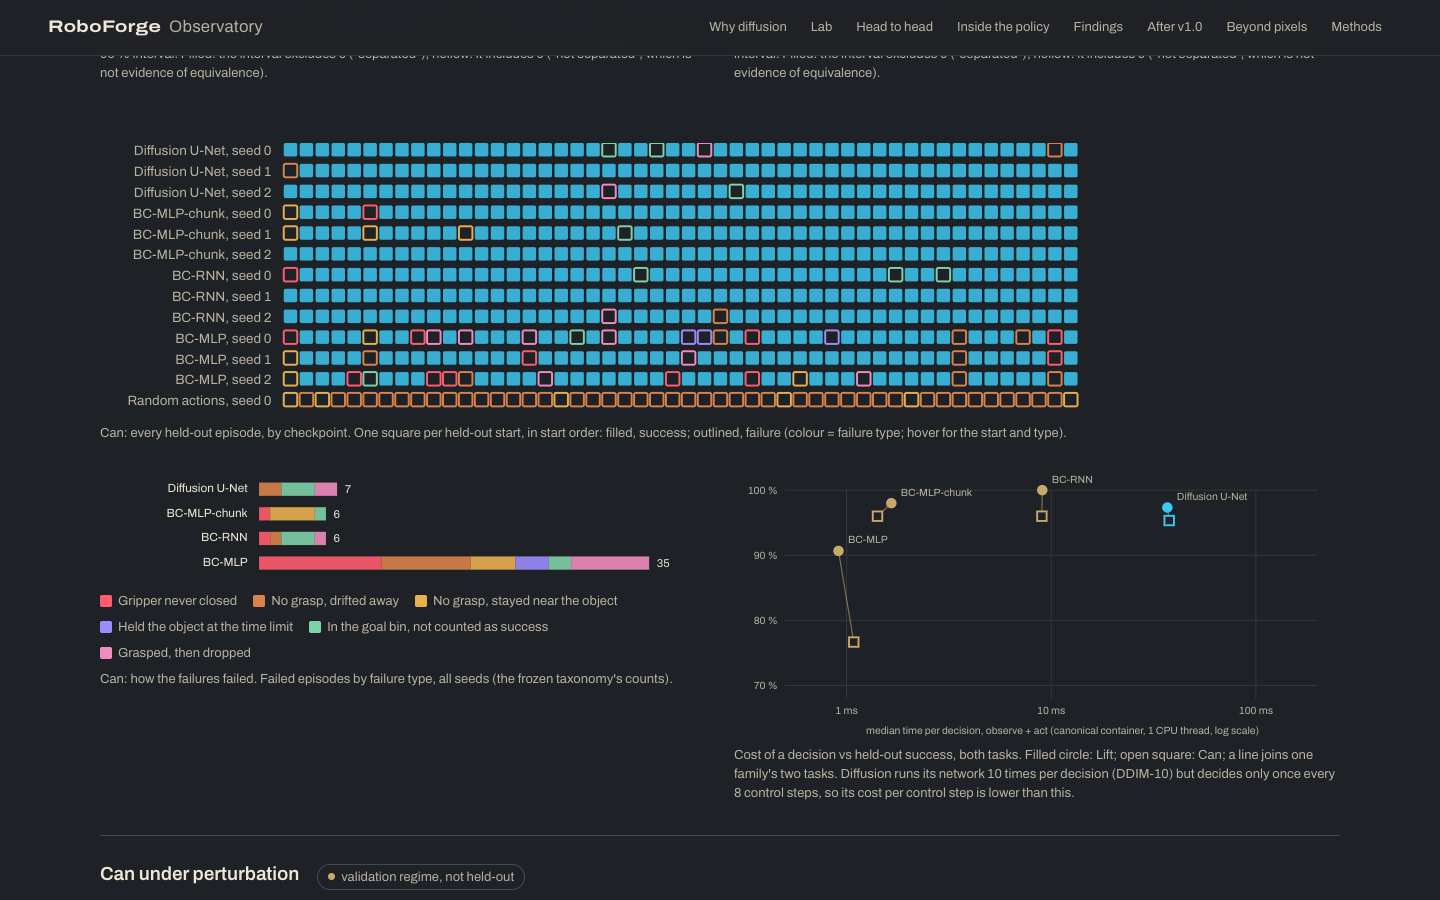 RoboForge Observatory
Why diffusion Lab Head to head Inside the policy Findings After v1.0 Beyond pixels Methods
not evidence of equivalence).
evidence of equivalence).
Diffusion U-Net, seed 0
Diffusion U-Net, seed 1
Diffusion U-Net, seed 2
BC-MLP-chunk, seed 0
BC-MLP-chunk, seed 1
BC-MLP-chunk, seed 2
BC-RNN, seed 0
BC-RNN, seed 1
BC-RNN, seed 2
BC-MLP, seed 0
BC-MLP, seed 1
BC-MLP, seed 2
Random actions, seed 0
Can: every held-out episode, by checkpoint. One square per held-out start, in start order: filled, success; outlined, failure (colour = failure type; hover for the start and type).
Diffusion U-Net 7
BC-MLP-chunk 6
BC-RNN 6
BC-MLP 35
Gripper never closed No grasp, drifted away No grasp, stayed near the object
Held the object at the time limit In the goal bin, not counted as success
Grasped, then dropped
Can: how the failures failed. Failed episodes by failure type, all seeds (the frozen taxonomy's counts).
BC-RNN
100 %
BC-MLP-chunk
Diffusion U-Net
BC-MLP
90 %
80 %
70 %
1 ms 10 ms 100 ms
median time per decision, observe + act (canonical container, 1 CPU thread, log scale)
Cost of a decision vs held-out success, both tasks. Filled circle: Lift; open square: Can; a line joins one
family's two tasks. Diffusion runs its network 10 times per decision (DDIM-10) but decides only once every
8 control steps, so its cost per control step is lower than this.
Can under perturbation validation regime, not held-out